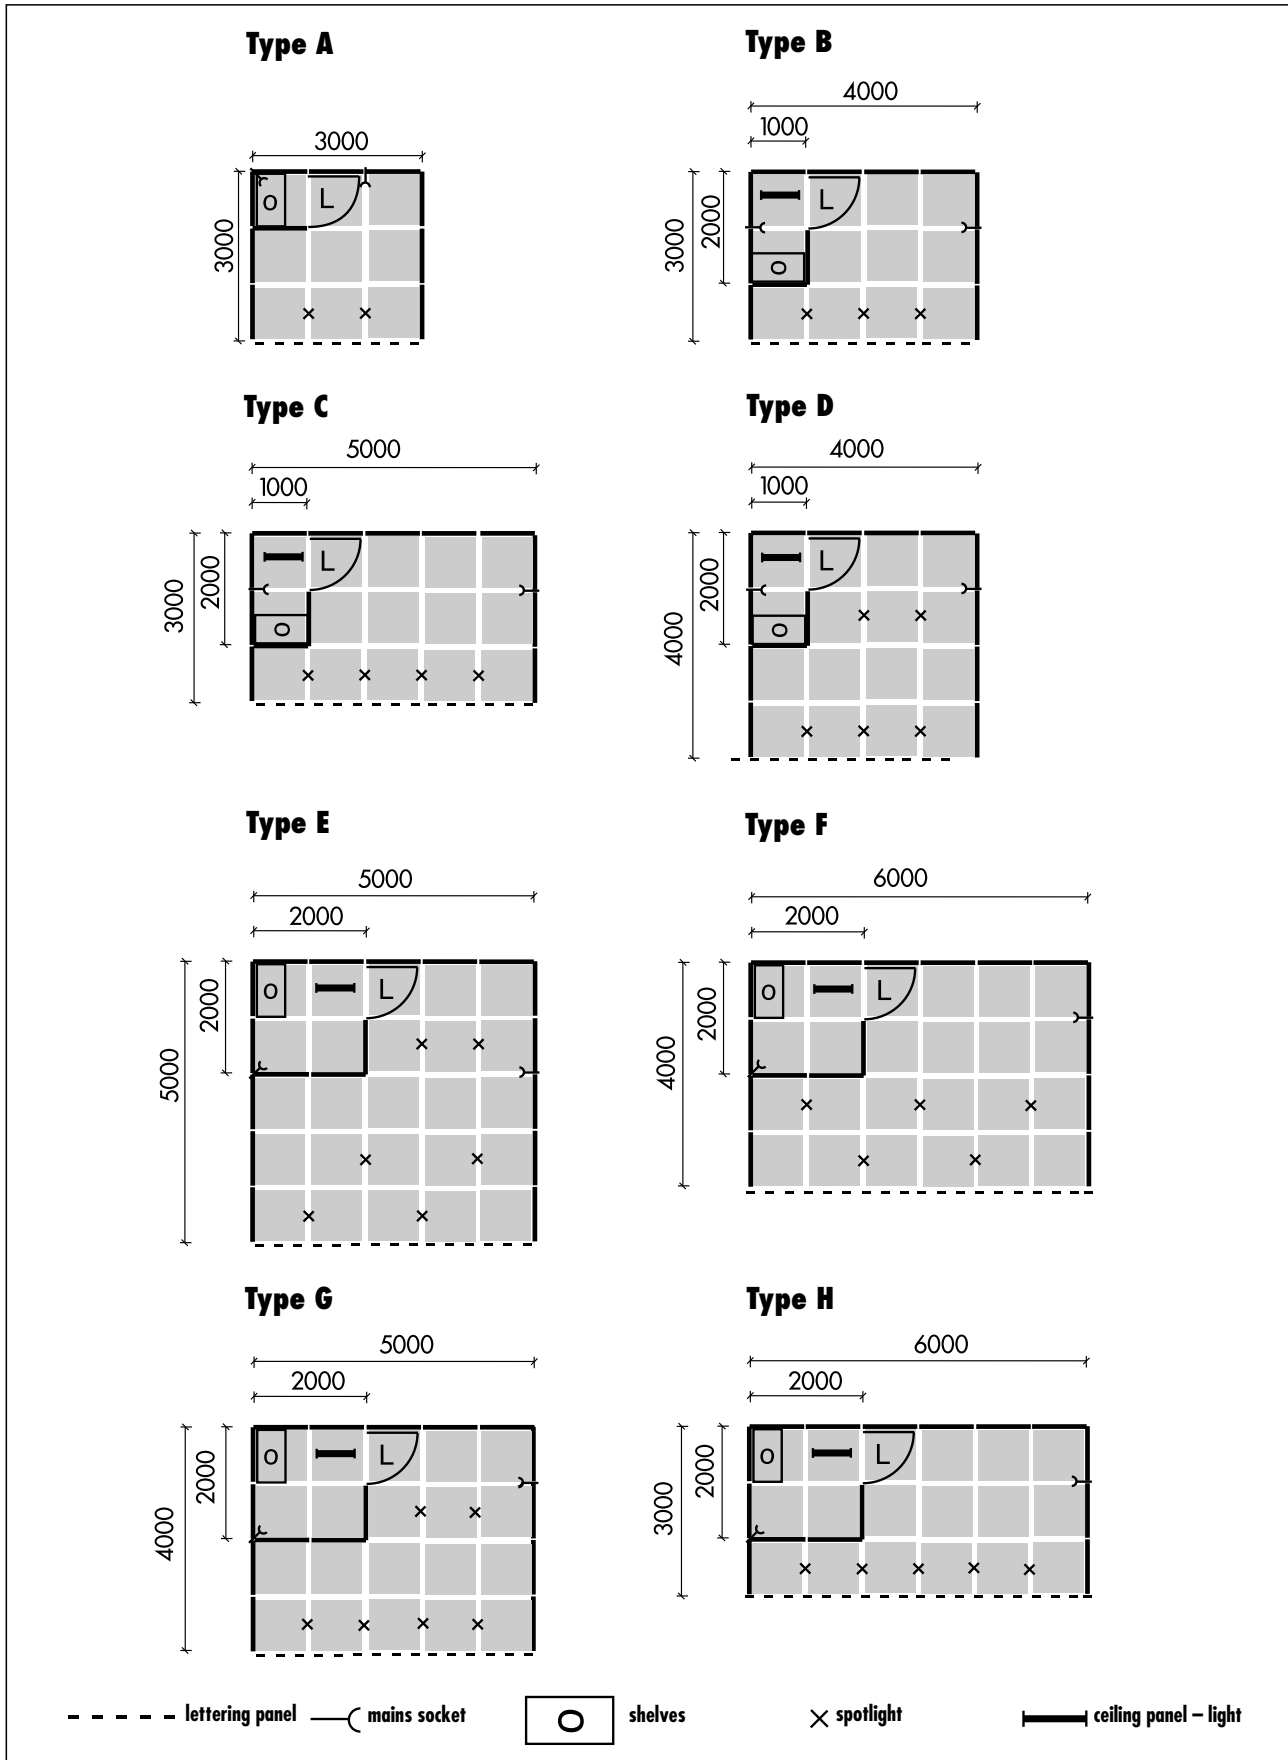 Type A
3000
3000
O
L
Type B
4000
1000
3000
2000
L
O
Type C
5000
1000
3000
2000
L
O
Type D
4000
1000
4000
2000
L
O
Type E
5000
2000
5000
2000
O
L
Type F
6000
2000
4000
2000
O
L
Type G
5000
2000
4000
2000
O
L
Type H
6000
2000
3000
2000
O
L
lettering panel
mains socket
O
shelves
spotlight
ceiling panel – light